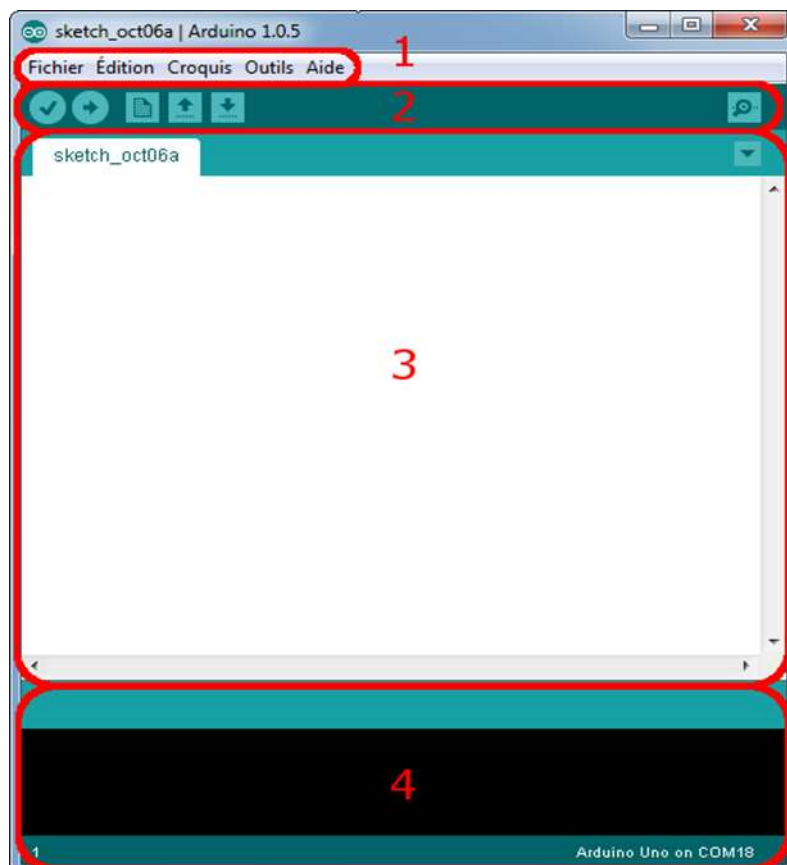 sketch_oct06a | Arduino 1.0.5
1
Fichier Édition Croquis Outils Aide
2
sketch_oct06a
3
4
1
Arduino Uno on COM18